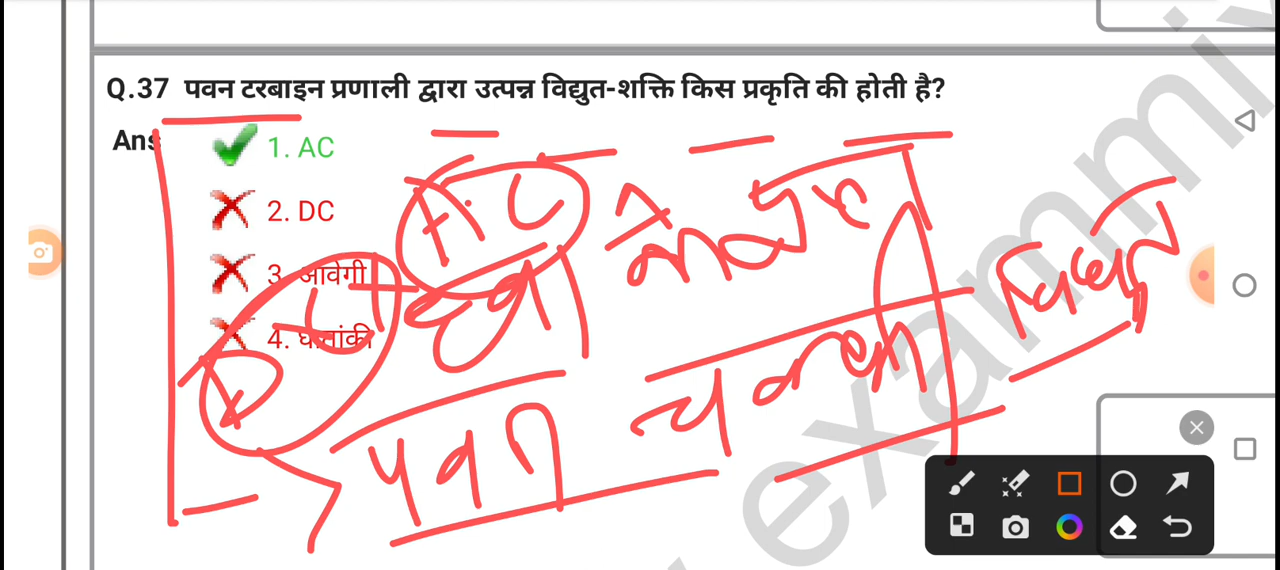 Q.37 पवन टरबाइन प्रणाली द्वारा उत्पन्न विद्युत-शक्ति किस प्रकृति की होती है?
Ans
1. AC
2. DC
3. आवेगी
4. घातांकी
A.C
D.C
पवन चक्की
विद्युत
exammix